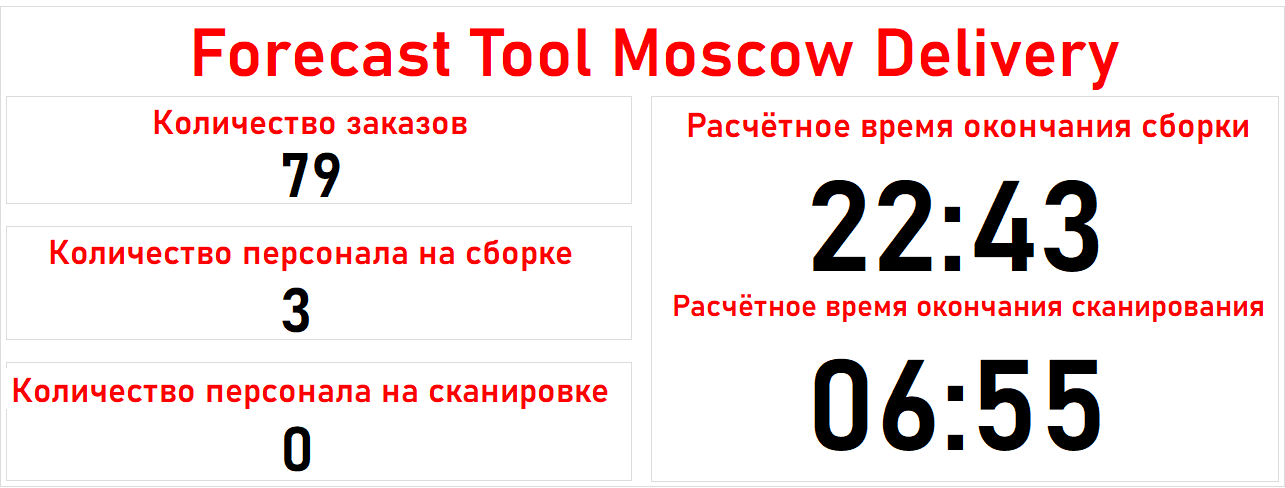 Forecast Tool Moscow Delivery
Количество заказов
79
Количество персонала на сборке
3
Количество персонала на сканировке
0
Расчётное время окончания сборки
22:43
Расчётное время окончания сканирования
06:55